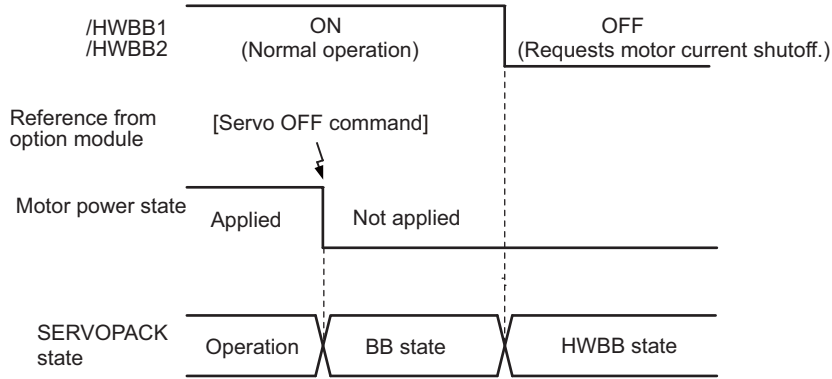 /HWBB1
/HWBB2
ON
(Normal operation)
OFF
(Requests motor current shutoff.)
Reference from
option module
[Servo OFF command]
Motor power state
Applied
Not applied
SERVOPACK
state
Operation
BB state
HWBB state